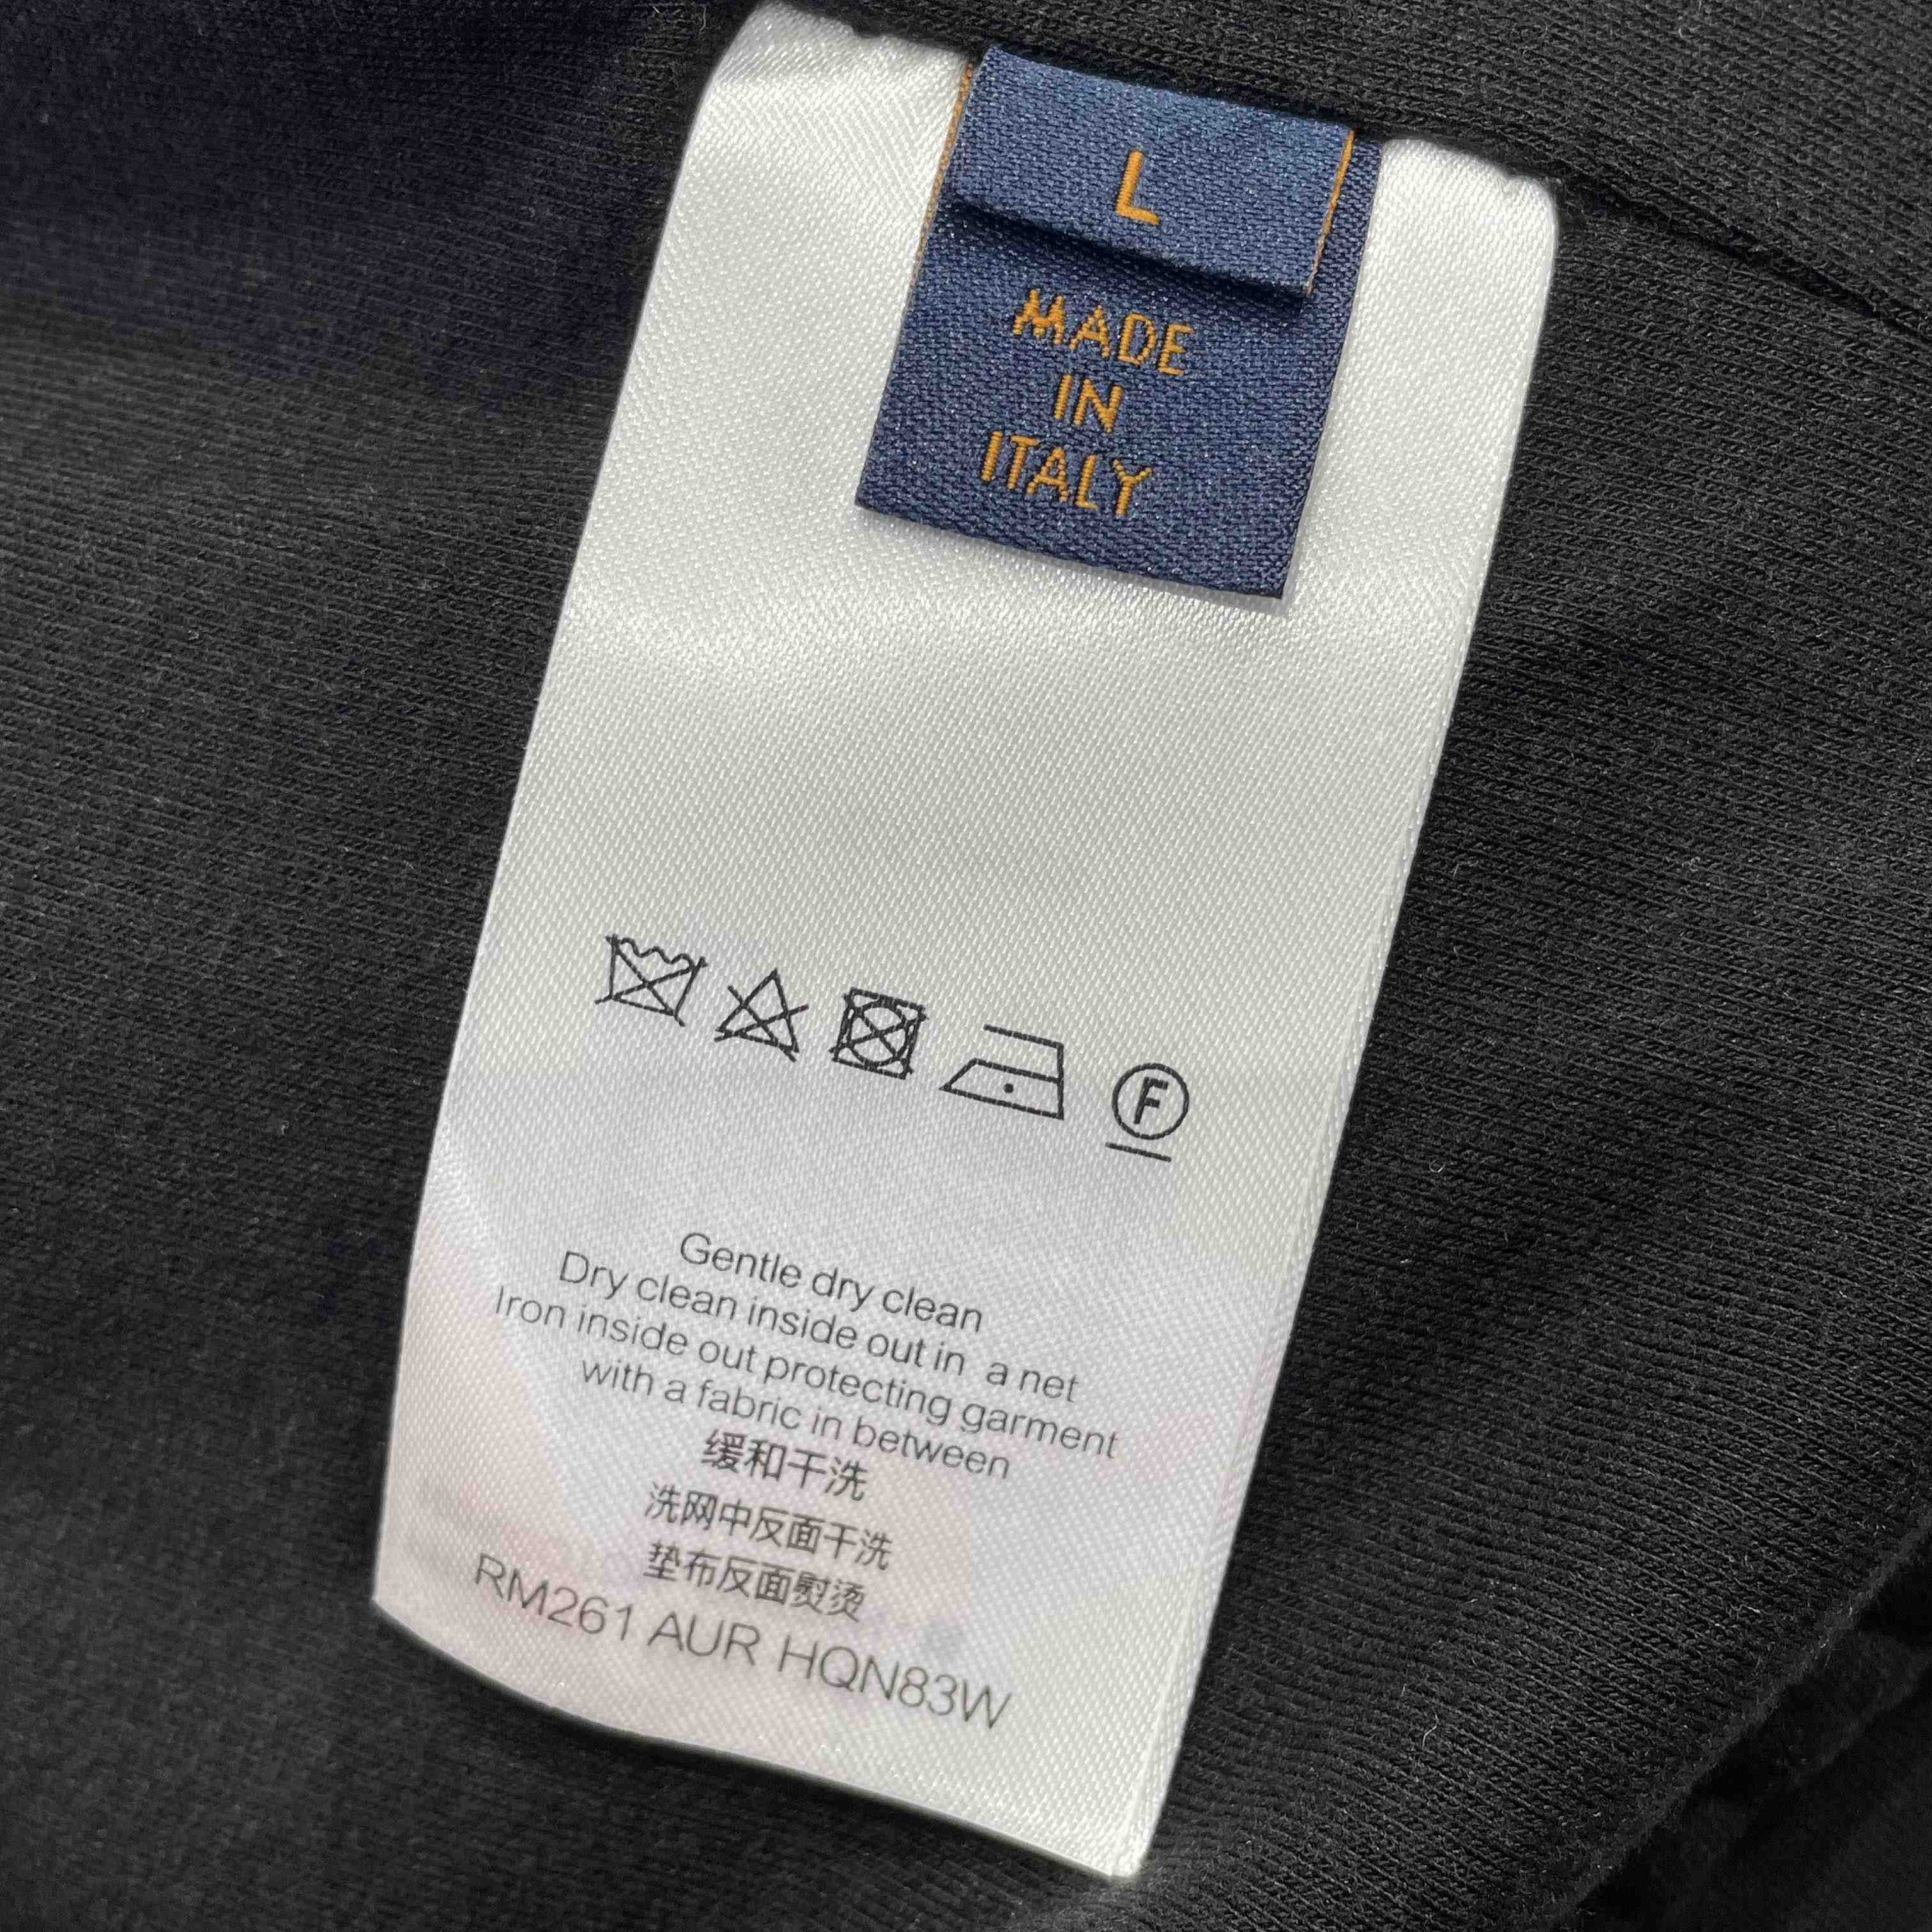 L
MADE
IN
ITALY
F
Gentle dry clean
Dry clean inside out in a net
Iron inside out protecting garment
with a fabric in between
缓和干洗
洗网中反面干洗
垫布反面熨烫
RM261 AUR HQN83W